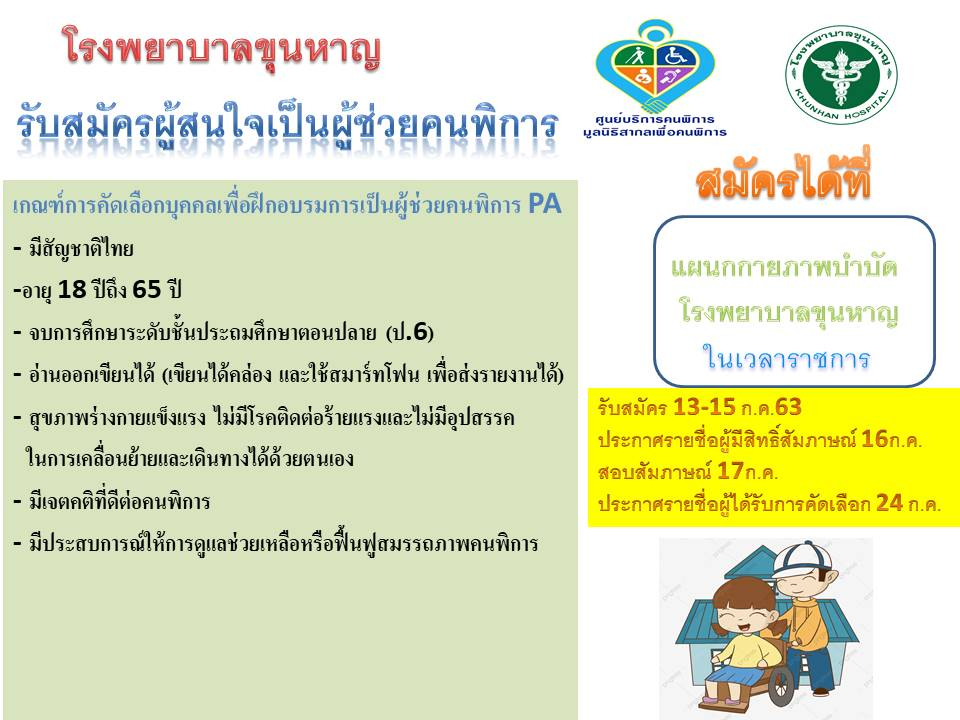 โรงพยาบาลขุนหาญ
รับสมัครผู้สนใจเป็นผู้ช่วยคนพิการ
ศูนย์บริการคนพิการ
มูลนิธิสากลเพื่อคนพิการ
โรงพยาบาลขุนหาญ
KHUNHAN HOSPITAL
เกณฑ์การคัดเลือกบุคคลเพื่อฝึกอบรมการเป็นผู้ช่วยคนพิการ PA
- มีสัญชาติไทย
-อายุ 18 ปีถึง 65 ปี
- จบการศึกษาระดับชั้นประถมศึกษาตอนปลาย (ป.6)
- อ่านออกเขียนได้ (เขียนได้คล่อง และใช้สมาร์ทโฟน เพื่อส่งรายงานได้)
- สุขภาพร่างกายแข็งแรง ไม่มีโรคติดต่อร้ายแรงและไม่มีอุปสรรค
ในการเคลื่อนย้ายและเดินทางได้ด้วยตนเอง
- มีเจตคติที่ดีต่อคนพิการ
- มีประสบการณ์ให้การดูแลช่วยเหลือหรือฟื้นฟูสมรรถภาพคนพิการ
สมัครได้ที่
แผนกกายภาพบำบัด
โรงพยาบาลขุนหาญ
ในเวลาราชการ
รับสมัคร 13-15 ก.ค.63
ประกาศรายชื่อผู้มีสิทธิ์สัมภาษณ์ 16ก.ค.
สอบสัมภาษณ์ 17ก.ค.
ประกาศรายชื่อผู้ได้รับการคัดเลือก 24 ก.ค.